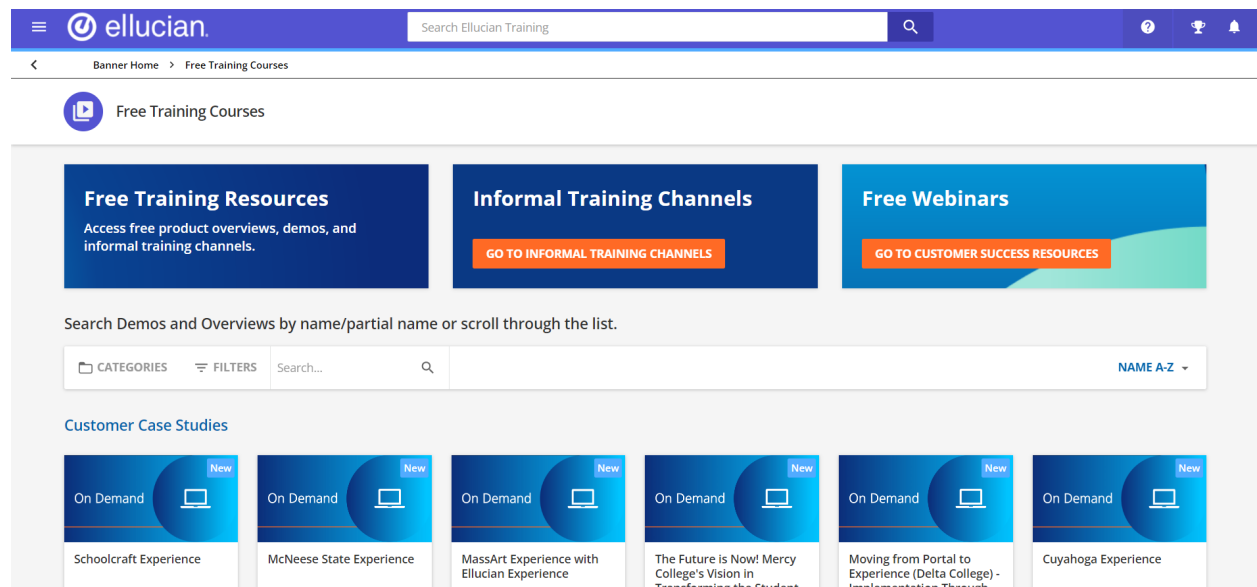 ellucian.
Search Ellucian Training
Banner Home > Free Training Courses
Free Training Courses
Free Training Resources
Access free product overviews, demos, and
informal training channels.
Informal Training Channels
GO TO INFORMAL TRAINING CHANNELS
Free Webinars
GO TO CUSTOMER SUCCESS RESOURCES
Search Demos and Overviews by name/partial name or scroll through the list.
CATEGORIES
FILTERS
Search...
NAME A-Z
Customer Case Studies
New
On Demand
Schoolcraft Experience
New
On Demand
McNeese State Experience
New
On Demand
MassArt Experience with
Ellucian Experience
New
On Demand
The Future is Now! Mercy
College's Vision in
Transforming the Student
New
On Demand
Moving from Portal to
Experience (Delta College) -
Implementation Through
New
On Demand
Cuyahoga Experience